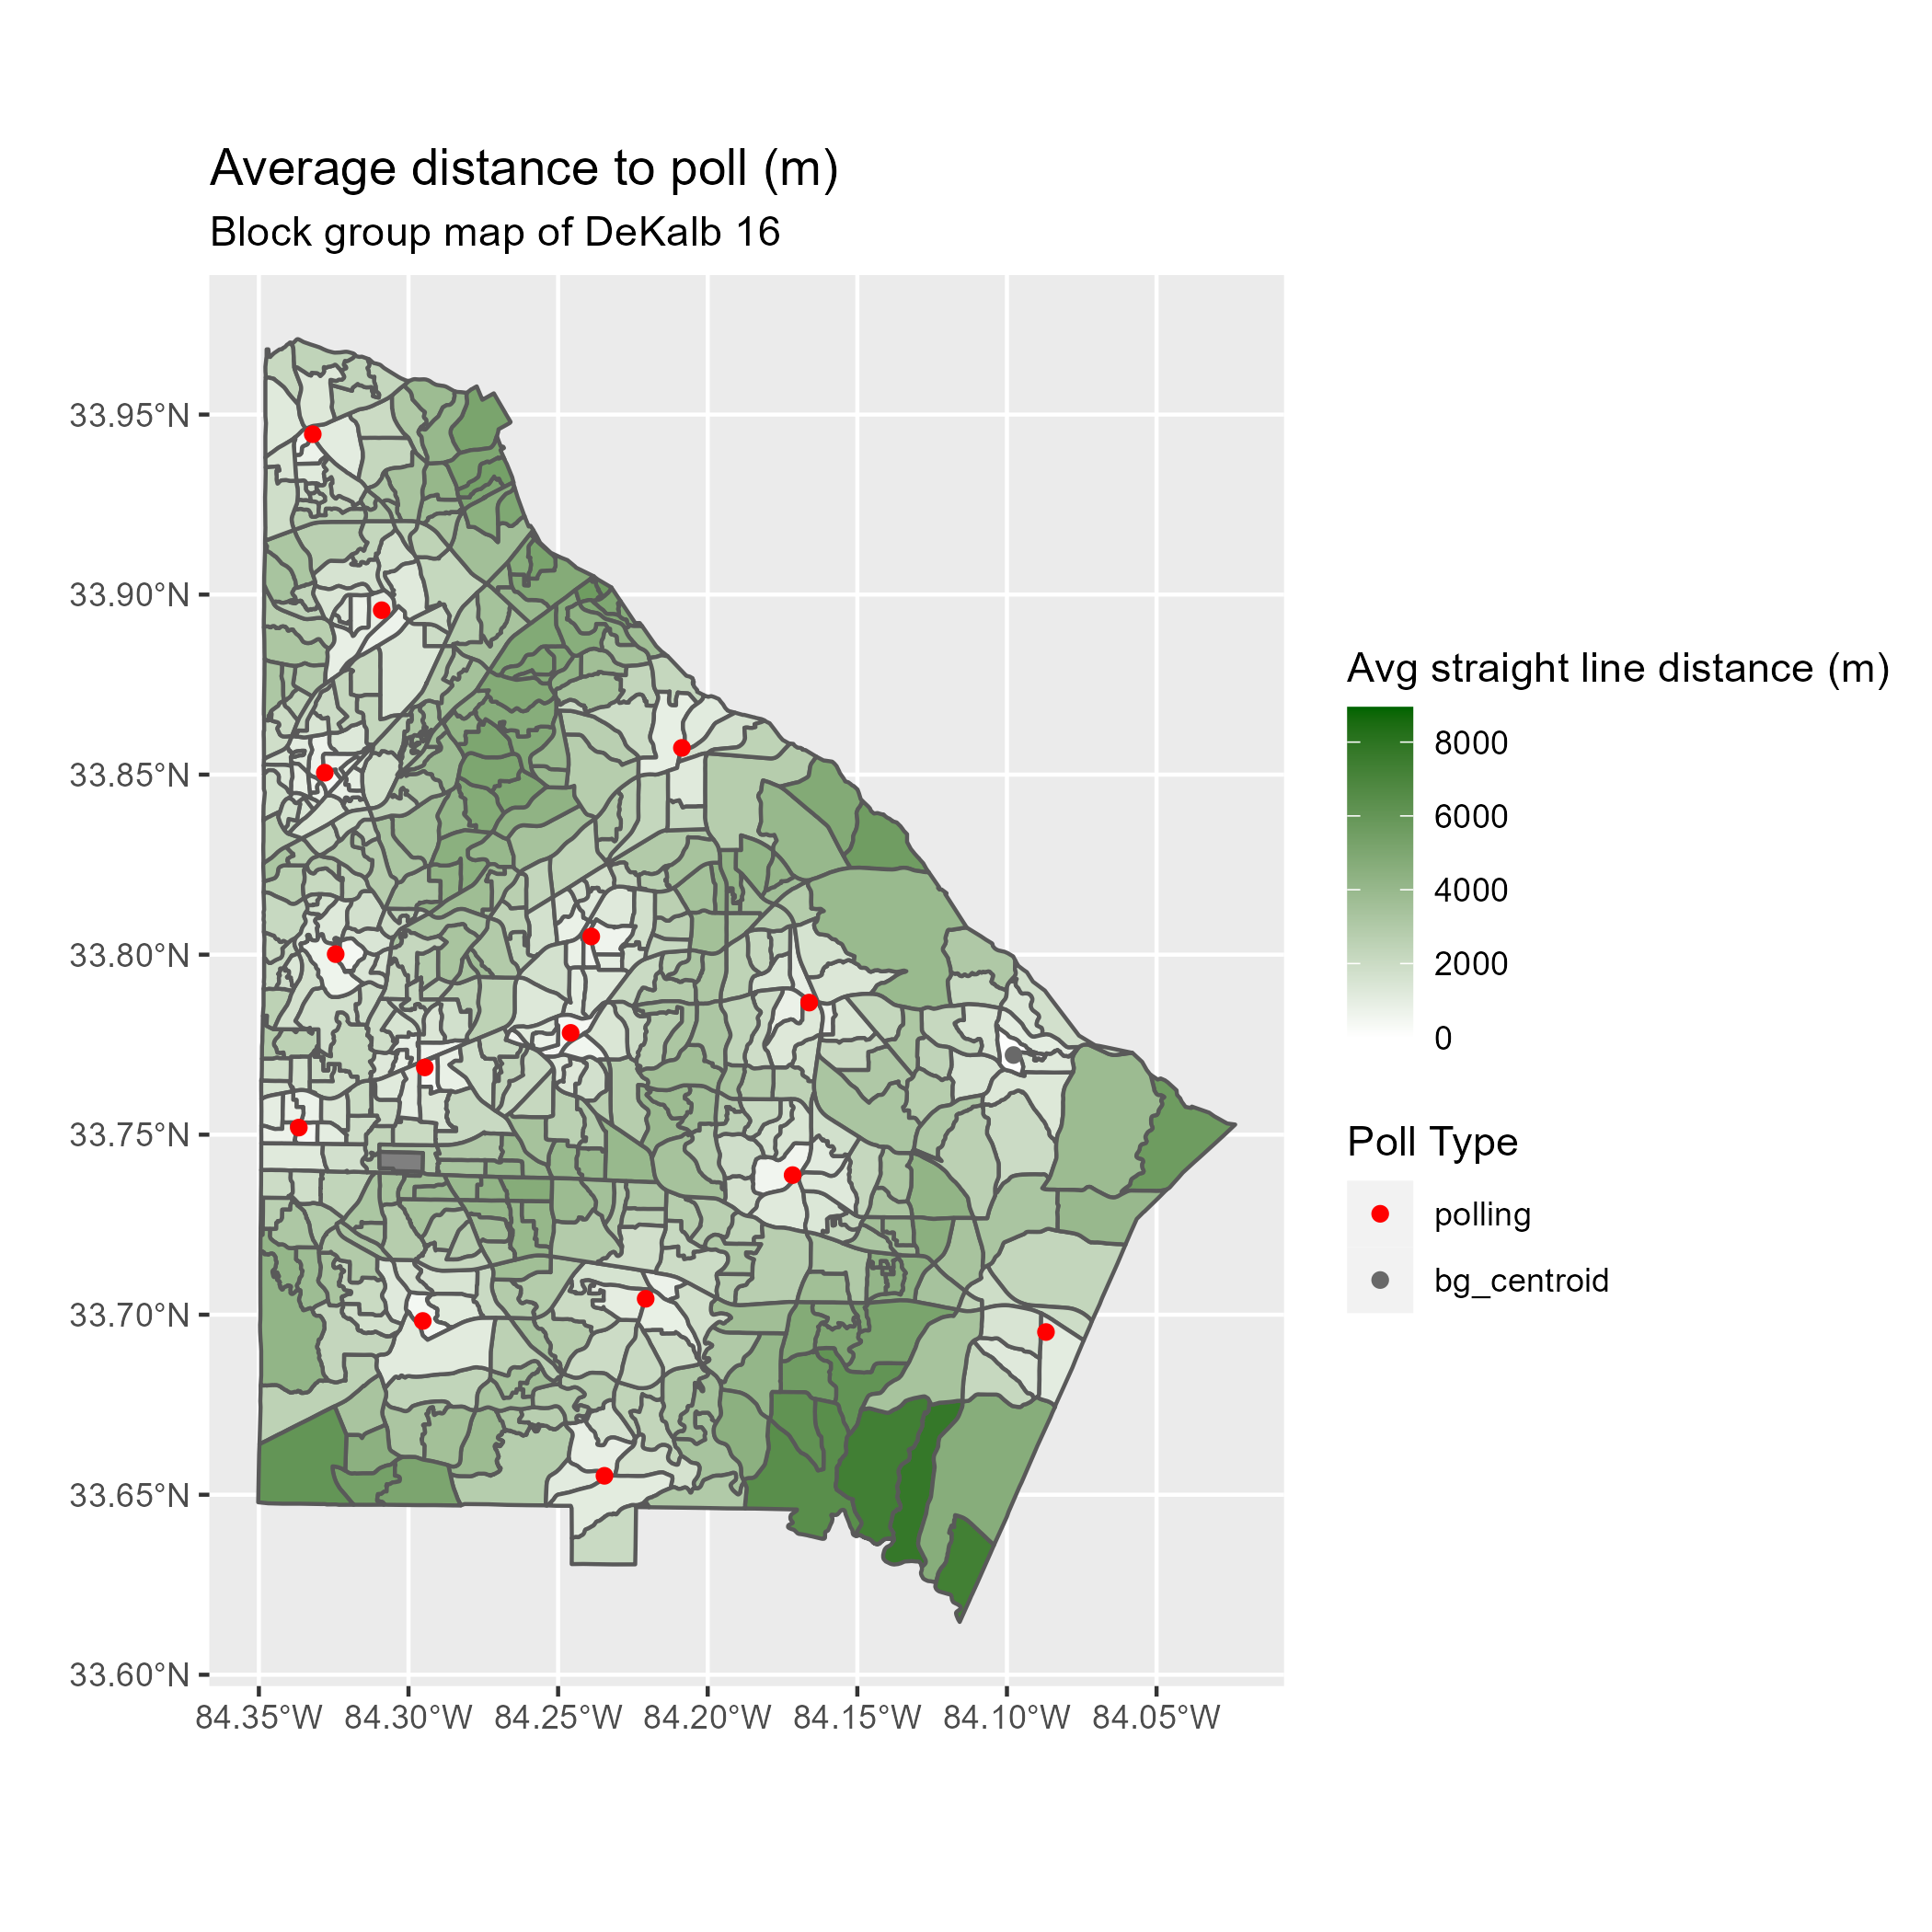 Average distance to poll (m)
Block group map of DeKalb 16
33.95°N
33.90°N
33.85°N
33.80°N
33.75°N
33.70°N
33.65°N
33.60°N
84.35°W 84.30°W 84.25°W 84.20°W 84.15°W 84.10°W 84.05°W
Avg straight line distance (m)
8000
6000
4000
2000
0
Poll Type
polling
bg_centroid